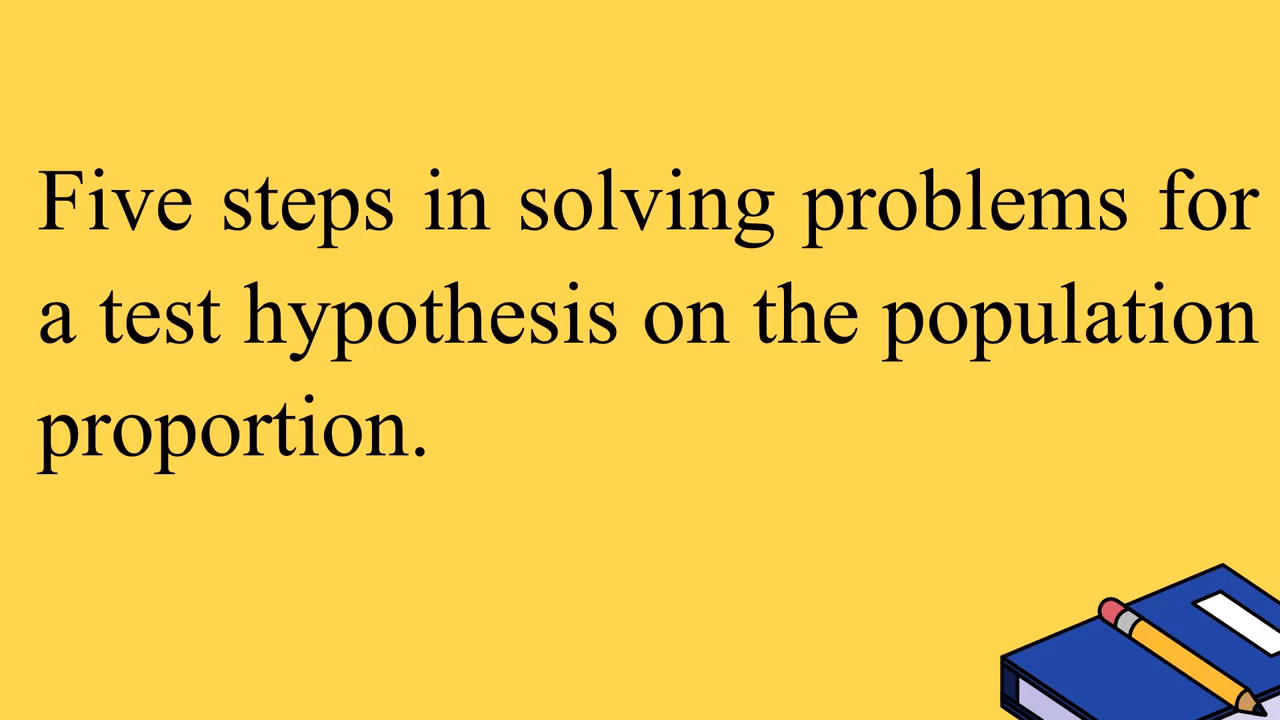 Five steps in solving problems for
a test hypothesis on the population
proportion.